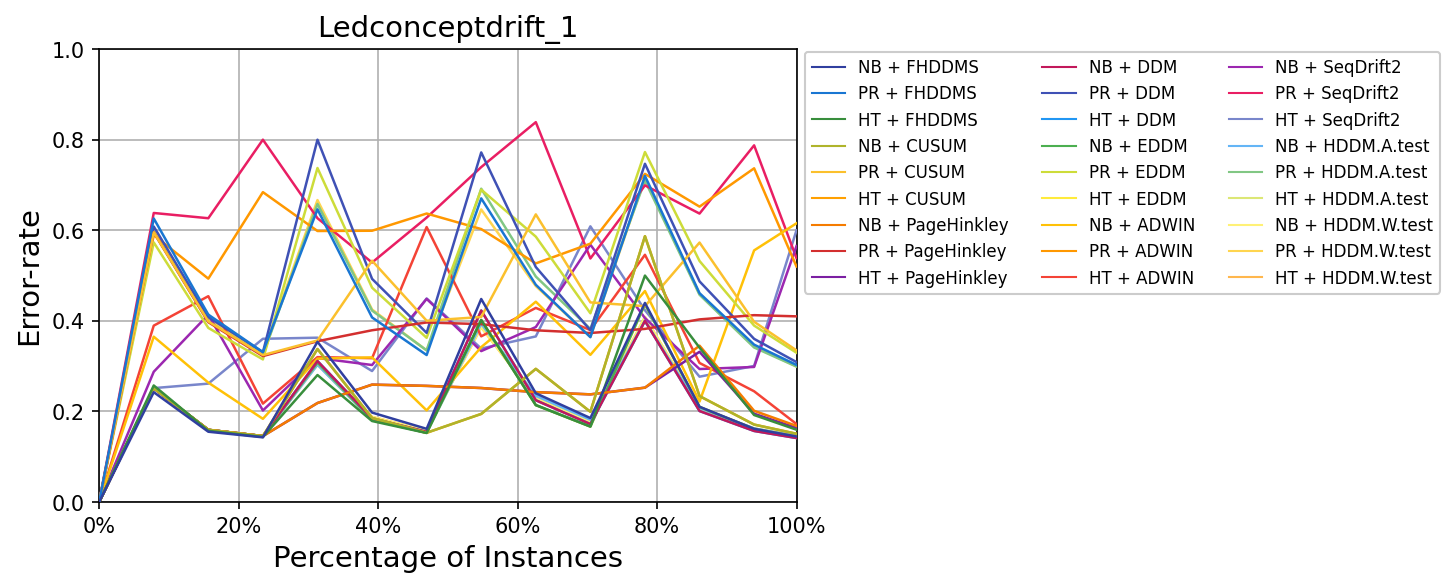 Ledconceptdrift_1
Error-rate
1.0
0.8
0.6
0.4
0.2
0.0
0%
20%
40%
60%
80%
100%
Percentage of Instances
NB + FHDDMS
PR + FHDDMS
HT + FHDDMS
NB + CUSUM
PR + CUSUM
HT + CUSUM
NB + PageHinkley
PR + PageHinkley
HT + PageHinkley
NB + DDM
PR + DDM
HT + DDM
NB + EDDM
PR + EDDM
HT + EDDM
NB + ADWIN
PR + ADWIN
HT + ADWIN
NB + SeqDrift2
PR + SeqDrift2
HT + SeqDrift2
NB + HDDM.A.test
PR + HDDM.A.test
HT + HDDM.A.test
NB + HDDM.W.test
PR + HDDM.W.test
HT + HDDM.W.test